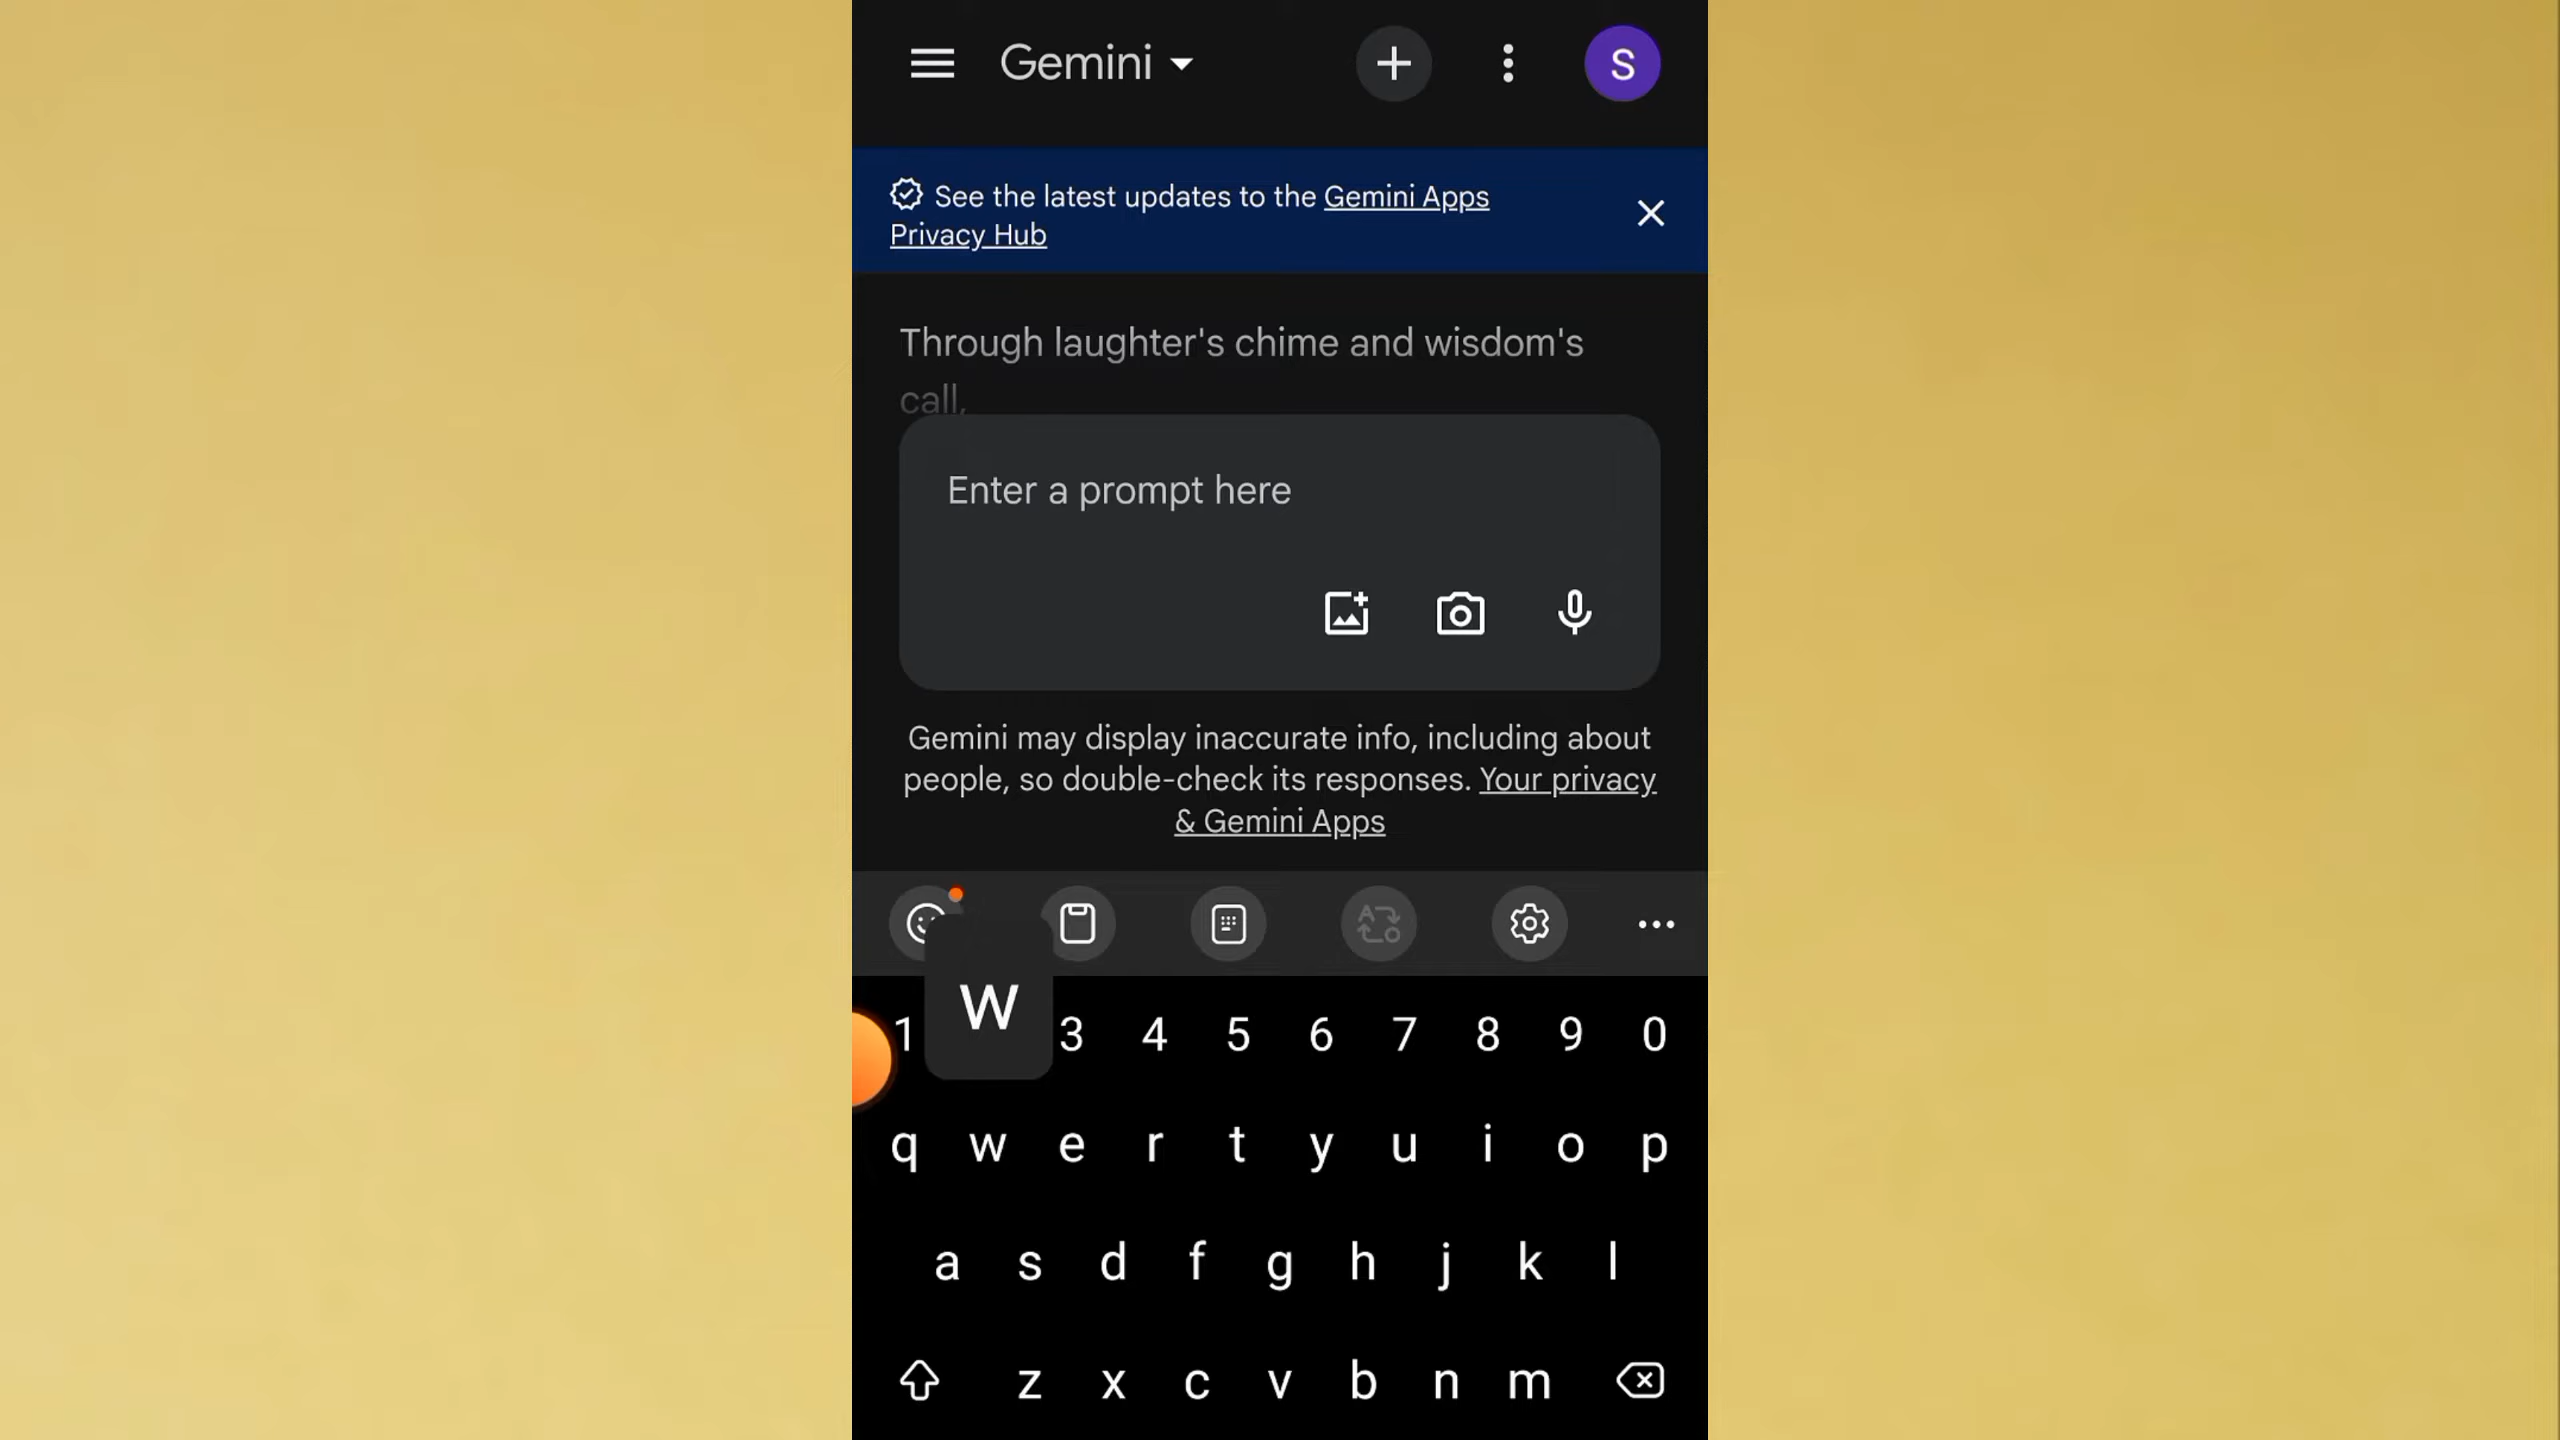 Gemini
S
See the latest updates to the Gemini Apps
Privacy Hub
Through laughter's chime and wisdom's
call,
Enter a prompt here
Gemini may display inaccurate info, including about
people, so double-check its responses. Your privacy
& Gemini Apps
W
1 3 4 5 6 7 8 9 0
q w e r t y u i o p
a s d f g h j k l
z x c v b n m